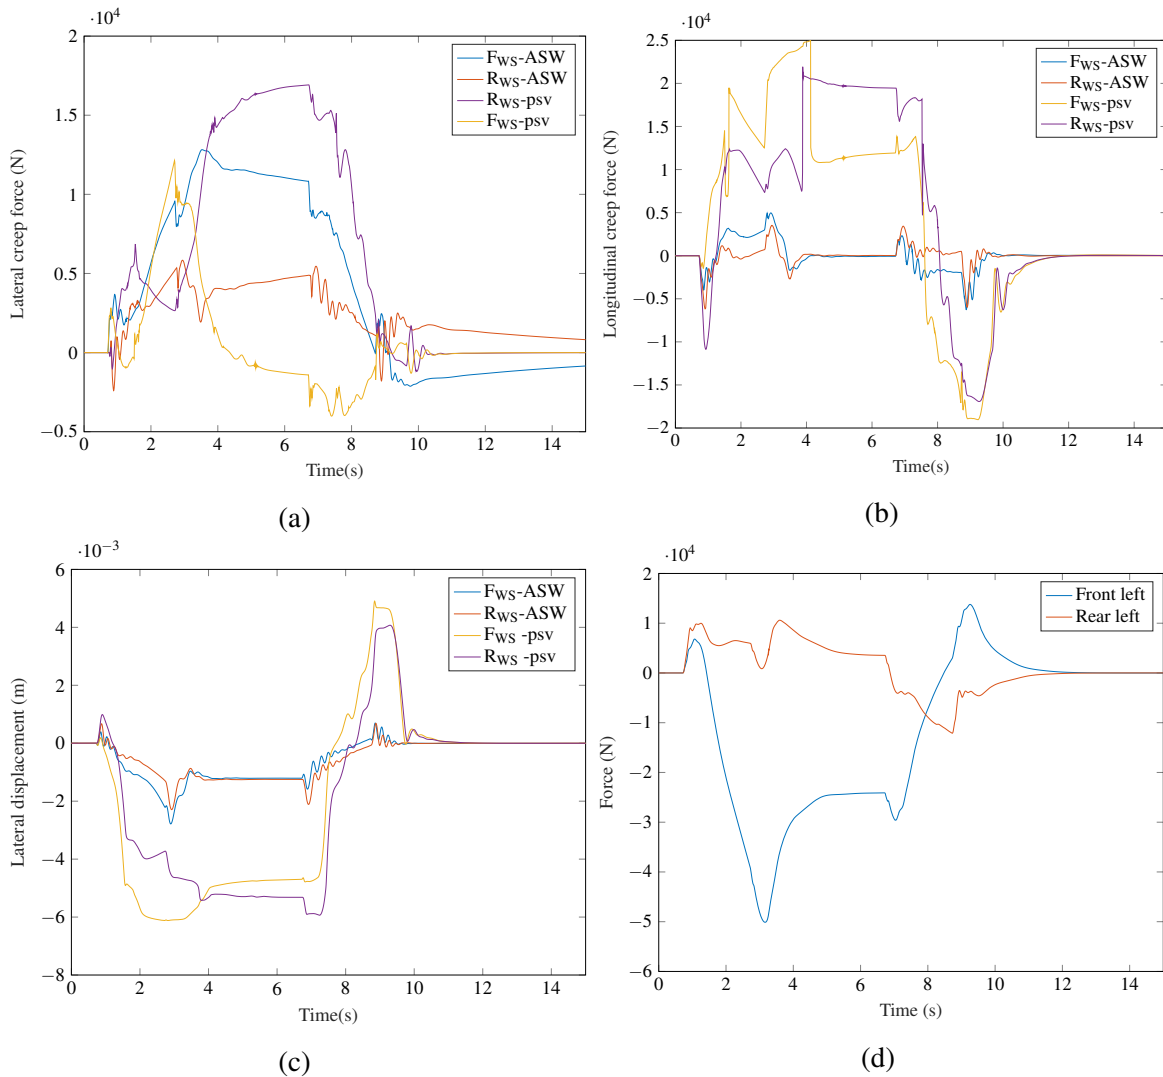 ·10⁴
2
1.5
1
0.5
0
−0.5
Lateral creep force (N)
F_WS-ASW
R_WS-ASW
R_WS-psv
F_WS-psv
0 2 4 6 8 10 12 14
Time(s)
(a)
·10⁴
2.5
2
1.5
1
0.5
0
−0.5
−1
−1.5
−2
Longitudinal creep force (N)
F_WS-ASW
R_WS-ASW
F_WS-psv
R_WS-psv
0 2 4 6 8 10 12 14
Time(s)
(b)
·10⁻³
6
4
2
0
−2
−4
−6
−8
Lateral displacement (m)
F_WS-ASW
R_WS-ASW
F_WS -psv
R_WS -psv
0 2 4 6 8 10 12 14
Time(s)
(c)
·10⁴
2
1
0
−1
−2
−3
−4
−5
−6
Force (N)
Front left
Rear left
0 2 4 6 8 10 12 14
Time (s)
(d)